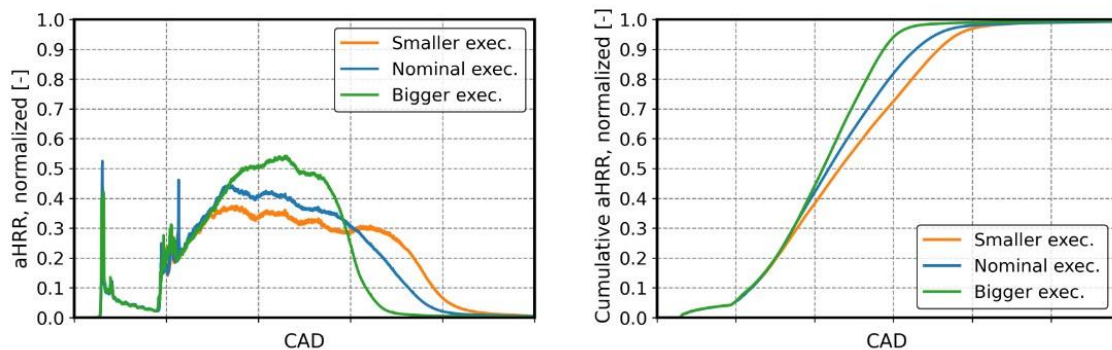 aHRR, normalized [-]
1.0
0.9
0.8
0.7
0.6
0.5
0.4
0.3
0.2
0.1
0.0
Smaller exec.
Nominal exec.
Bigger exec.
CAD
Cumulative aHRR, normalized [-]
1.0
0.9
0.8
0.7
0.6
0.5
0.4
0.3
0.2
0.1
0.0
Smaller exec.
Nominal exec.
Bigger exec.
CAD